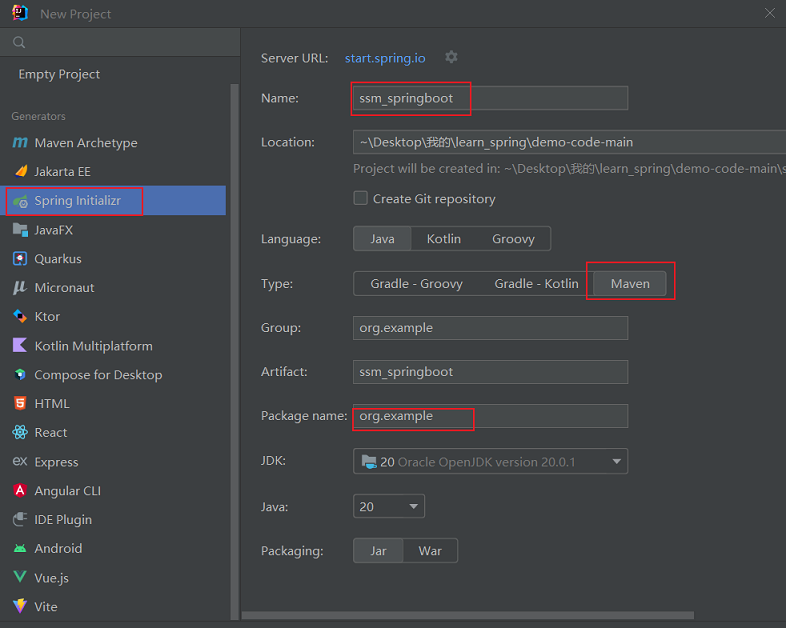 New Project
Empty Project
Generators
Maven Archetype
Jakarta EE
Spring Initializr
JavaFX
Quarkus
Micronaut
Ktor
Kotlin Multiplatform
Compose for Desktop
HTML
React
Express
Angular CLI
IDE Plugin
Android
Vue.js
Vite
Server URL: start.spring.io
Name: ssm_springboot
Location: ~\Desktop\我的\learn_spring\demo-code-main
Project will be created in: ~\Desktop\我的\learn_spring\demo-code-main\s
Create Git repository
Language: Java Kotlin Groovy
Type: Gradle - Groovy Gradle - Kotlin Maven
Group: org.example
Artifact: ssm_springboot
Package name: org.example
JDK: 20 Oracle OpenJDK version 20.0.1
Java: 20
Packaging: Jar War